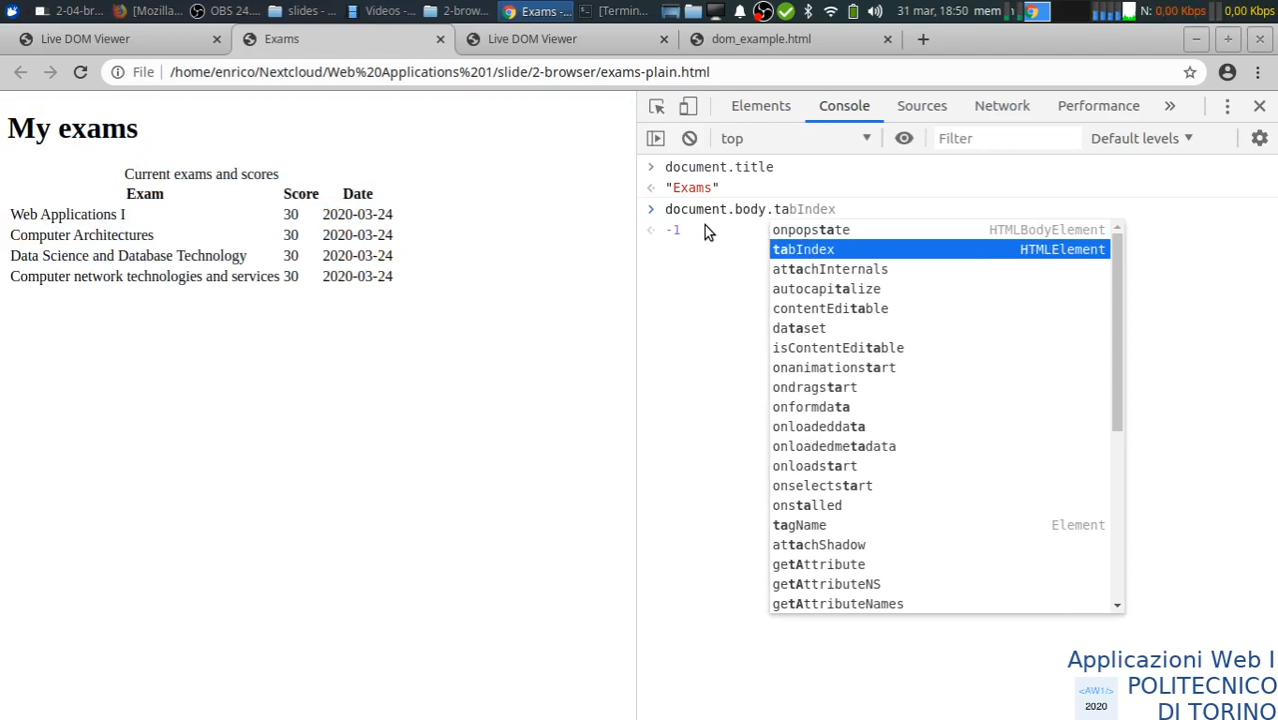 2-04-br... [Mozilla... OBS 24.... slides -... Videos -... 2-brow... Exams -... [Termin... 31 mar, 18:50 mem N: 0,00 Kbps 0,00 Kbps
Live DOM Viewer Exams Live DOM Viewer dom_example.html
File /home/enrico/Nextcloud/Web%20Applications%201/slide/2-browser/exams-plain.html
My exams
Current exams and scores
Exam Score Date
Web Applications I 30 2020-03-24
Computer Architectures 30 2020-03-24
Data Science and Database Technology 30 2020-03-24
Computer network technologies and services 30 2020-03-24
Elements Console Sources Network Performance »
top Filter Default levels
> document.title
"Exams"
> document.body.tabIndex
-1
onpopstate HTMLBodyElement
tabIndex HTMLElement
attachInternals
autocapitalize
contentEditable
dataset
isContentEditable
onanimationstart
ondragstart
onformdata
onloadeddata
onloadedmetadata
onloadstart
onselectstart
onstalled
tagName Element
attachShadow
getAttribute
getAttributeNS
getAttributeNames
Applicazioni Web I
<AW1/> POLITECNICO
2020 DI TORINO